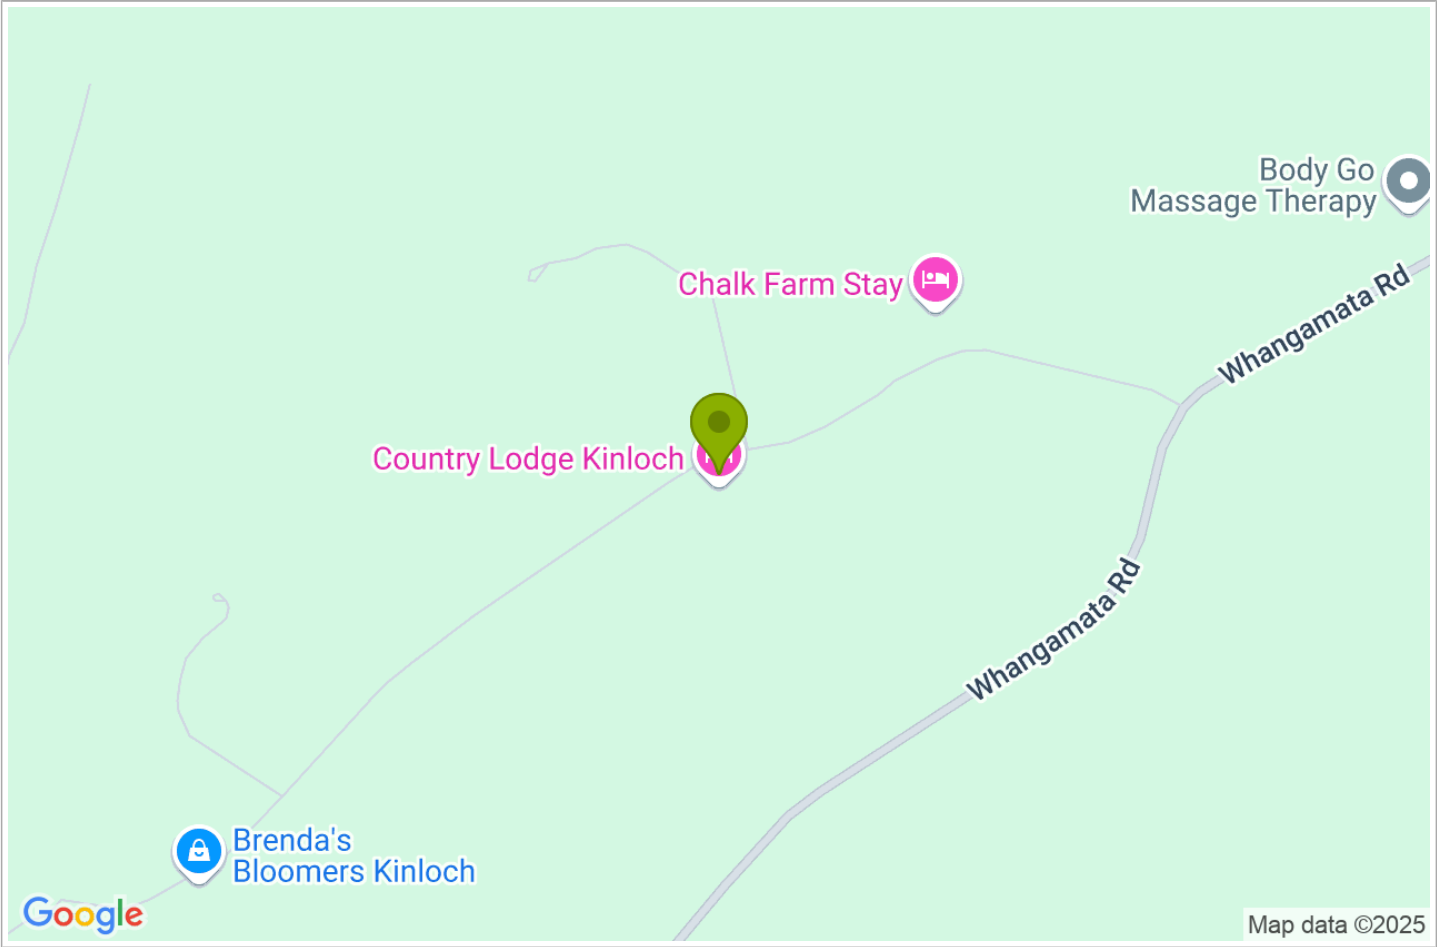 Body Go
Massage Therapy
Chalk Farm Stay
Whangamata Rd
Country Lodge Kinloch
Whangamata Rd
Brenda's
Bloomers Kinloch
Google
Map data ©2025